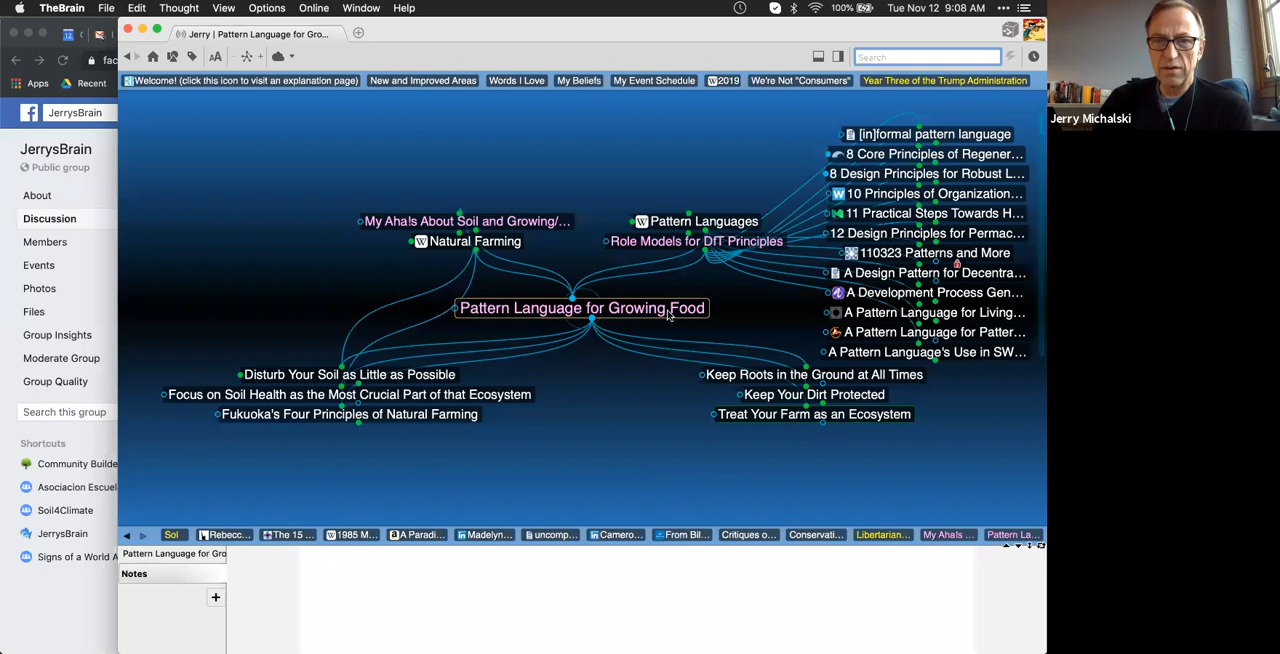 TheBrain File Edit Thought View Options Online Window Help 100% Tue Nov 12 9:08 AM
Jerry | Pattern Language for Gro...
Search
Welcome! (click this icon to visit an explanation page) New and Improved Areas Words I Love My Beliefs My Event Schedule 2019 We're Not "Consumers" Year Three of the Trump Administration
fac
Apps Recent
JerrysBrain
JerrysBrain
Public group
About
Discussion
Members
Events
Photos
Files
Group Insights
Moderate Group
Group Quality
Search this group
Shortcuts
Community Builde
Asociacion Escuel
Soil4Climate
JerrysBrain
Signs of a World A
My Aha!s About Soil and Growing/...
Natural Farming
Pattern Languages
Role Models for DfT Principles
[in]formal pattern language
8 Core Principles of Regener...
8 Design Principles for Robust L...
10 Principles of Organization...
11 Practical Steps Towards H...
12 Design Principles for Permac...
110323 Patterns and More
A Design Pattern for Decentra...
A Development Process Gen...
A Pattern Language for Living...
A Pattern Language for Patter...
A Pattern Language's Use in SW...
Pattern Language for Growing Food
Disturb Your Soil as Little as Possible
Focus on Soil Health as the Most Crucial Part of that Ecosystem
Fukuoka's Four Principles of Natural Farming
Keep Roots in the Ground at All Times
Keep Your Dirt Protected
Treat Your Farm as an Ecosystem
Sol Rebecc... The 15 ... 1985 M... A Paradi... Madelyn... uncomp... Camero... From Bil... Critiques o... Conservati... Libertarian... My Aha!s ... Pattern La...
Pattern Language for Gro
Notes
Jerry Michalski